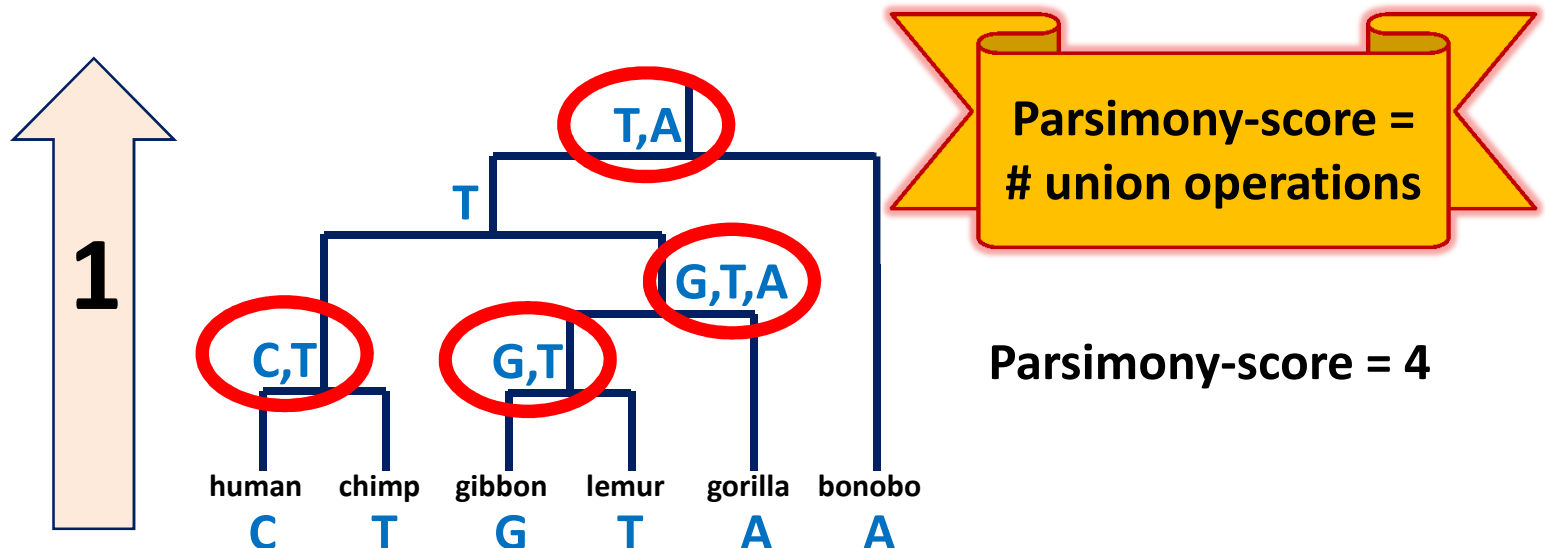 T,A
Parsimony-score =
# union operations
T
1
G,T,A
C,T
G,T
Parsimony-score = 4
human chimp gibbon lemur gorilla bonobo
C T G T A A